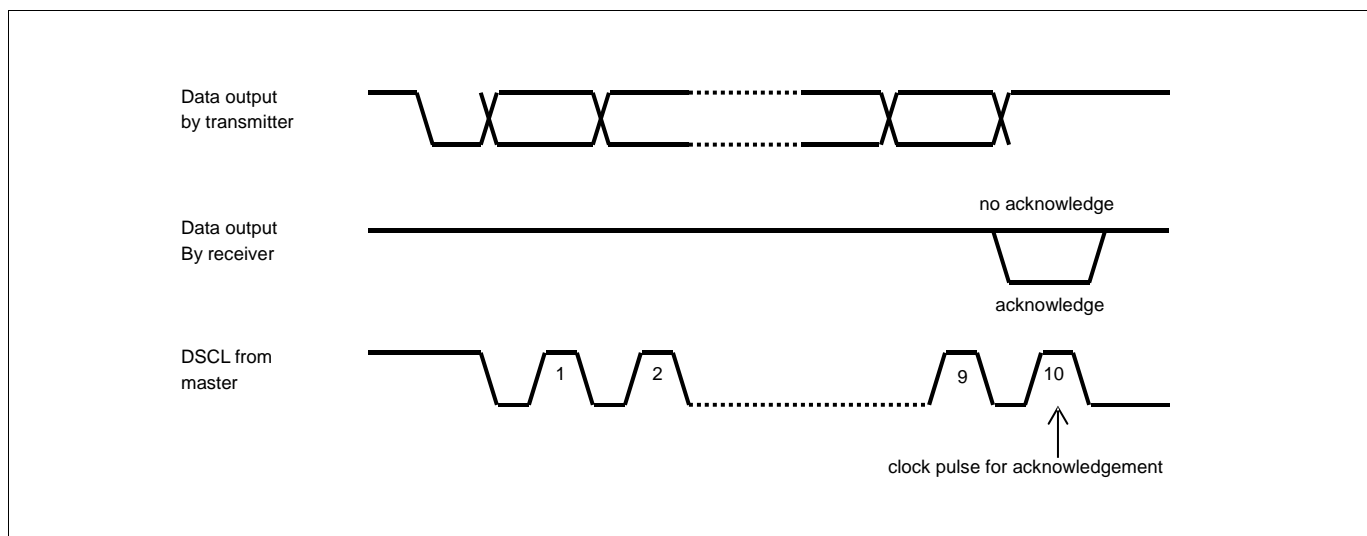 Data output
by transmitter
no acknowledge
Data output
By receiver
acknowledge
DSCL from
master
1
2
9
10
clock pulse for acknowledgement